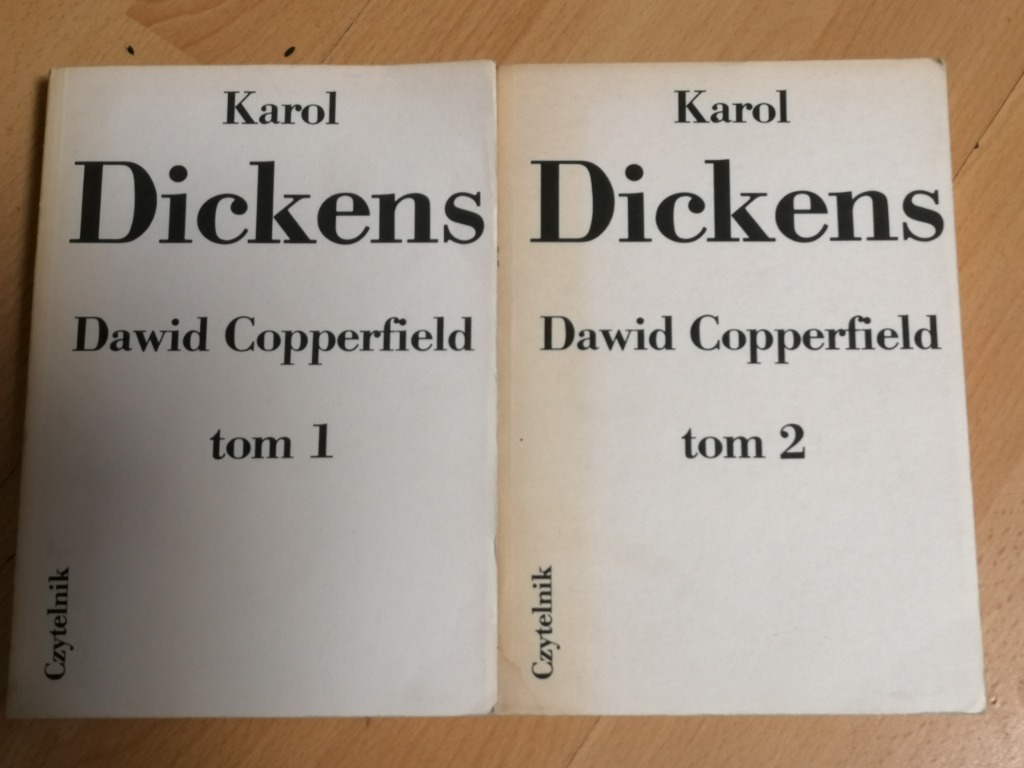 Karol
Dickens
Dawid Copperfield
tom 1
Czytelnik
Karol
Dickens
Dawid Copperfield
tom 2
Czytelnik